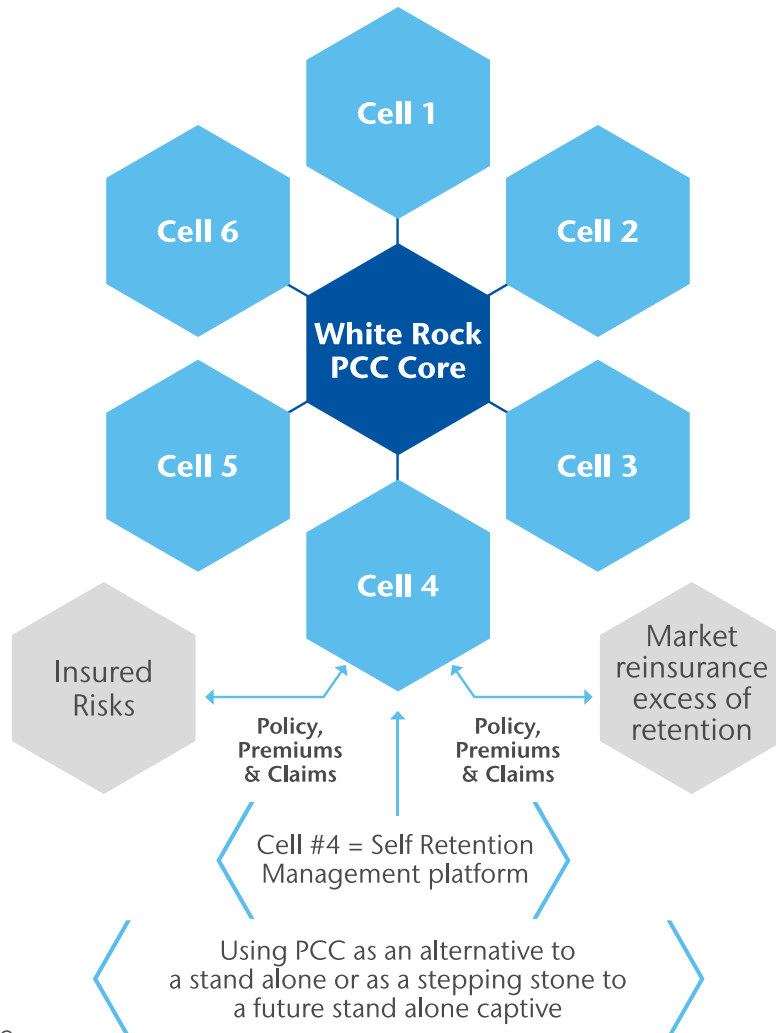 Cell 1
Cell 6
Cell 2
White Rock
PCC Core
Cell 5
Cell 3
Cell 4
Insured
Risks
Market
reinsurance
excess of
retention
Policy,
Premiums
& Claims
Policy,
Premiums
& Claims
Cell #4 = Self Retention
Management platform
Using PCC as an alternative to
a stand alone or as a stepping stone to
a future stand alone captive